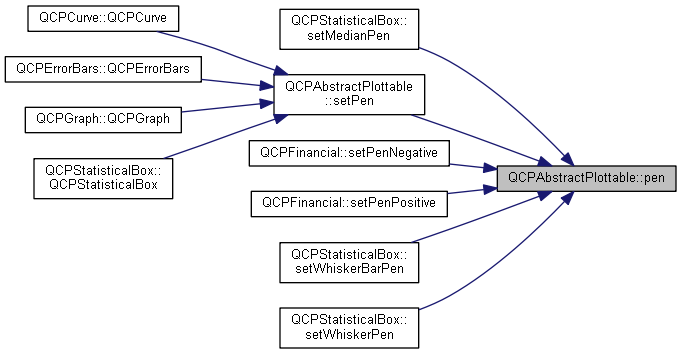 QCPCurve::QCPCurve
QCPErrorBars::QCPErrorBars
QCPGraph::QCPGraph
QCPStatisticalBox::
QCPStatisticalBox
QCPStatisticalBox::
setMedianPen
QCPAbstractPlottable
::setPen
QCPFinancial::setPenNegative
QCPFinancial::setPenPositive
QCPStatisticalBox::
setWhiskerBarPen
QCPStatisticalBox::
setWhiskerPen
QCPAbstractPlottable::pen